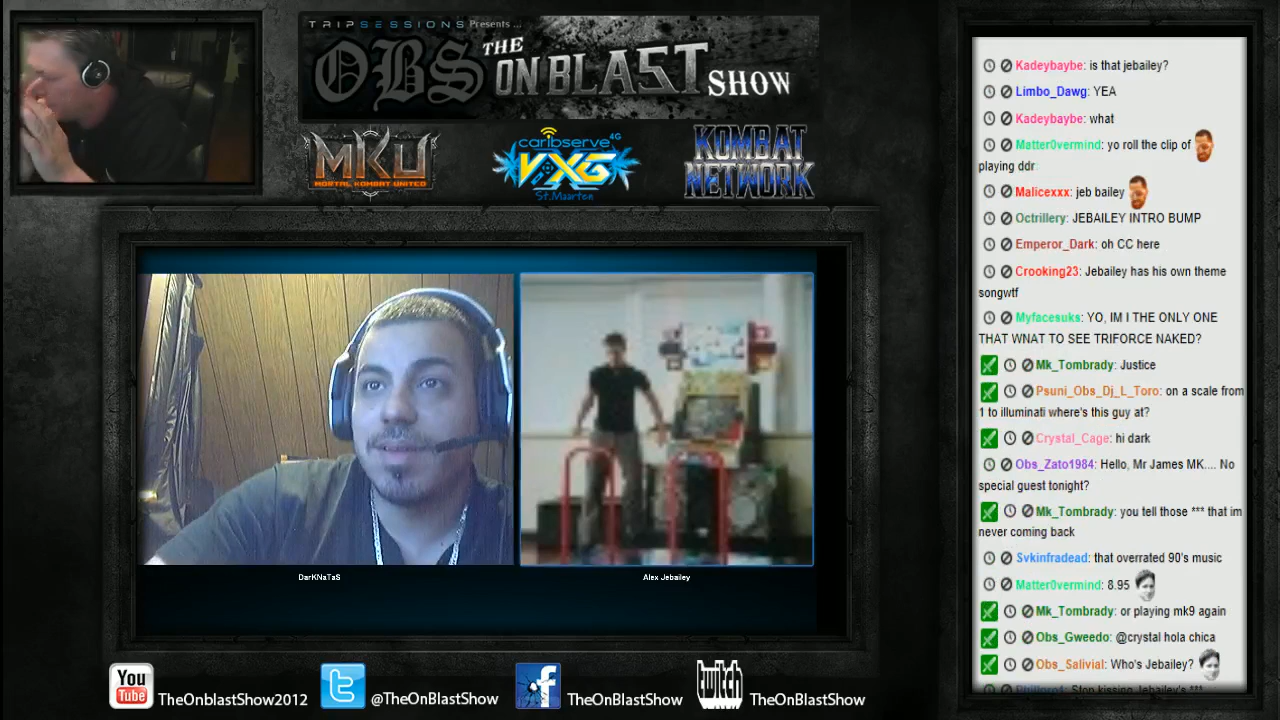 TRIPSESSIONS Presents ...
OBS THE ON BLAST SHOW
MKU
MORTAL KOMBAT UNITED
caribserve 4G
VXG
St.Maarten
KOMBAT
NETWORK
DarKNaTaS
Alex Jebailey
You
Tube
TheOnblastShow2012
@TheOnBlastShow
TheOnBlastShow
twitch
TheOnBlastShow
Kadeybaybe: is that jebailey?
Limbo_Dawg: YEA
Kadeybaybe: what
Matter0vermind: yo roll the clip of
playing ddr
Malicexxx: jeb bailey
Octrillery: JEBAILEY INTRO BUMP
Emperor_Dark: oh CC here
Crooking23: Jebailey has his own theme
songwtf
Myfacesuks: YO, IM I THE ONLY ONE
THAT WNAT TO SEE TRIFORCE NAKED?
Mk_Tombrady: Justice
Psuni_Obs_Dj_L_Toro: on a scale from
1 to illuminati where's this guy at?
Crystal_Cage: hi dark
Obs_Zato1984: Hello, Mr James MK.... No
special guest tonight?
Mk_Tombrady: you tell those *** that im
never coming back
Svkinfradead: that overrated 90's music
Matter0vermind: 8.95
Mk_Tombrady: or playing mk9 again
Obs_Gweedo: @crystal hola chica
Obs_Salivial: Who's Jebailey?
Stop kissing Jebailey's ***